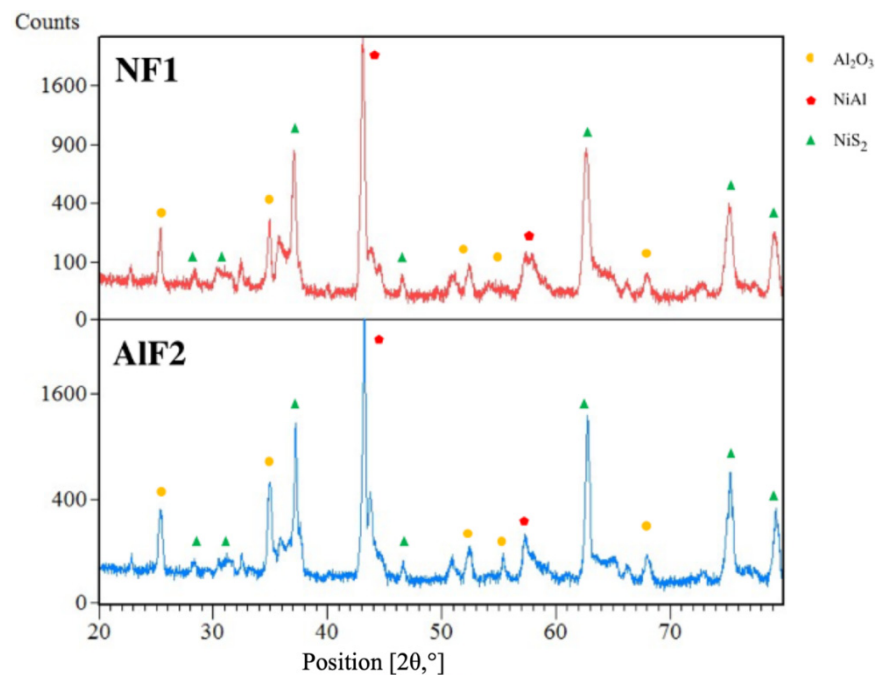 Counts
NF1
1600
900
400
100
0
AlF2
1600
400
0
20 30 40 50 60 70
Position [2θ,°]
Al₂O₃
NiAl
NiS₂